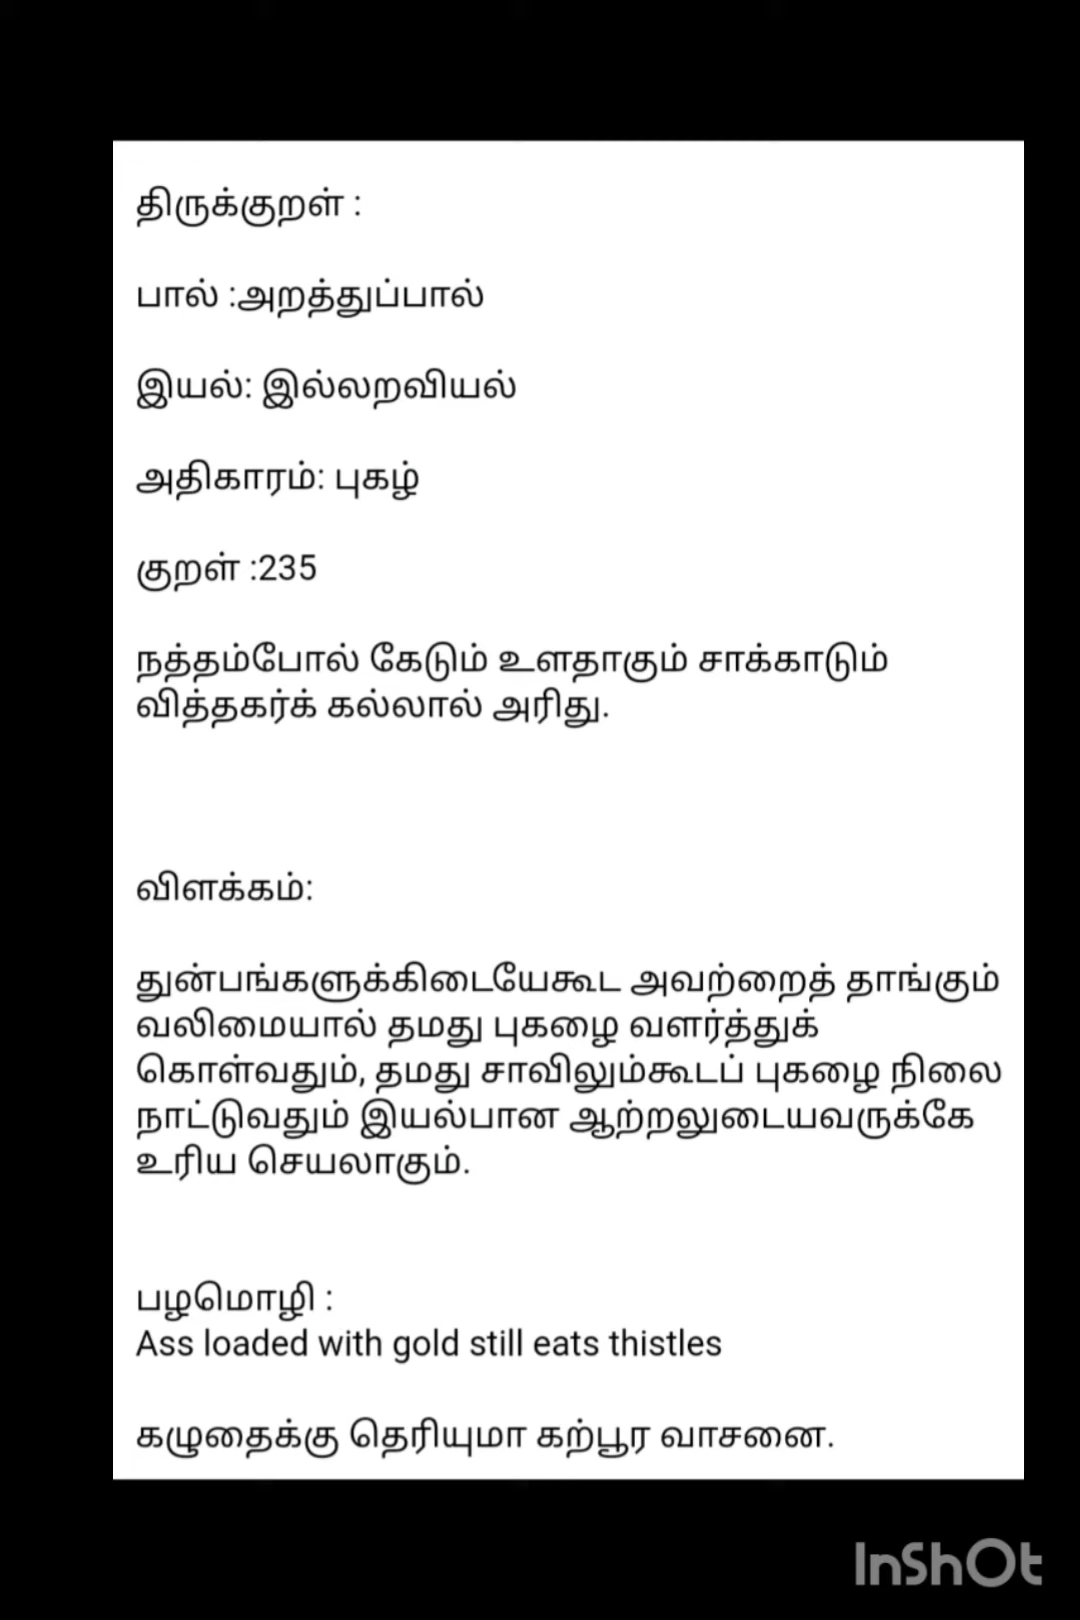 திருக்குறள் :
பால் :அறத்துப்பால்
இயல்: இல்லறவியல்
அதிகாரம்: புகழ்
குறள் :235
நத்தம்போல் கேடும் உளதாகும் சாக்காடும்
வித்தகர்க் கல்லால் அரிது.
விளக்கம்:
துன்பங்களுக்கிடையேகூட அவற்றைத் தாங்கும்
வலிமையால் தமது புகழை வளர்த்துக்
கொள்வதும், தமது சாவிலும்கூடப் புகழை நிலை
நாட்டுவதும் இயல்பான ஆற்றலுடையவருக்கே
உரிய செயலாகும்.
பழமொழி :
Ass loaded with gold still eats thistles
கழுதைக்கு தெரியுமா கற்பூர வாசனை.
InShOt